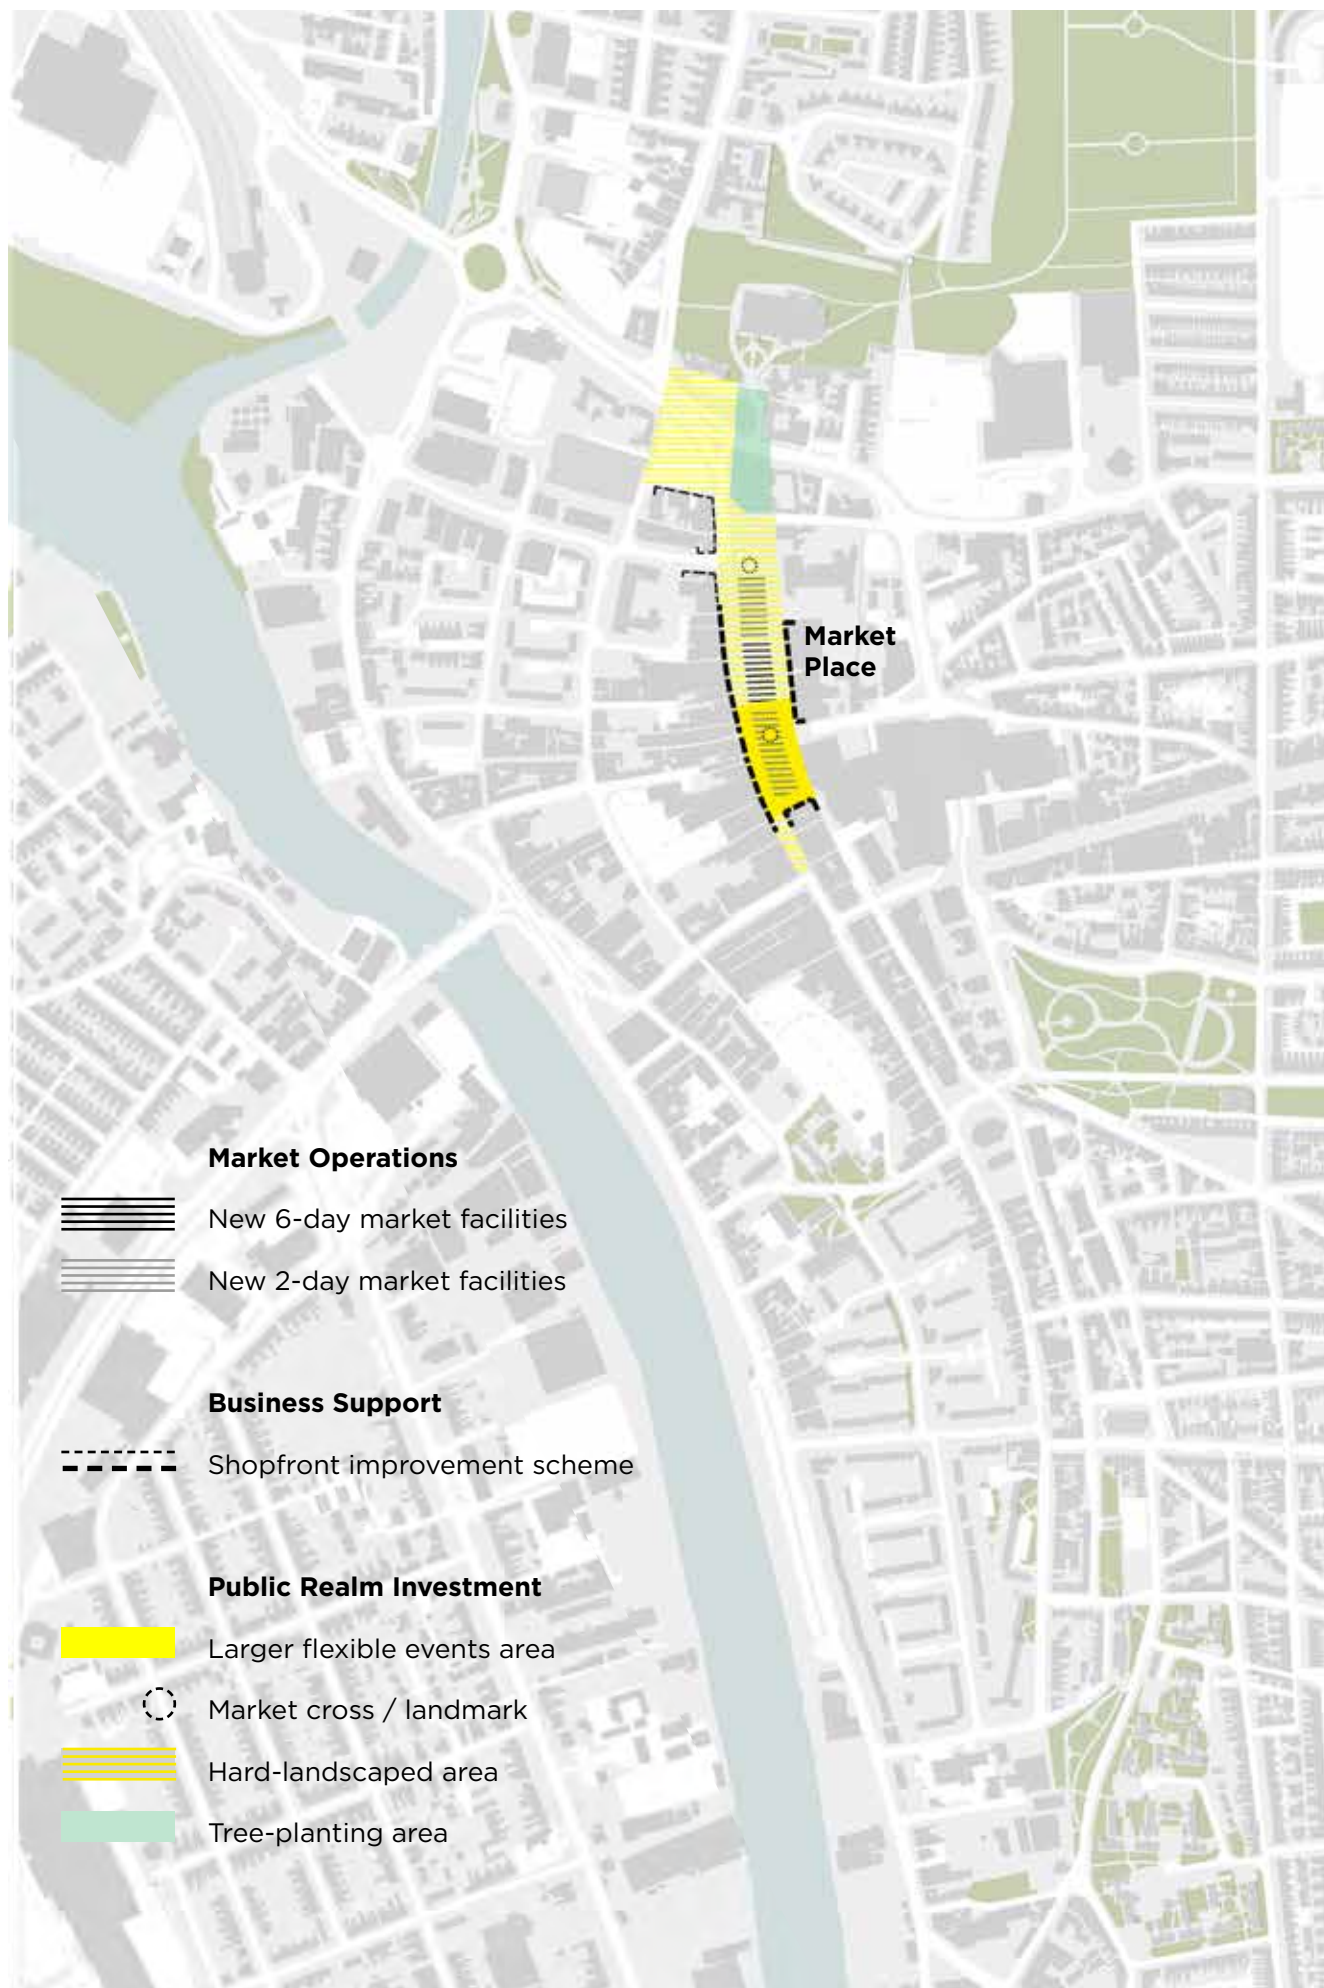 Market
Place
Market Operations
New 6-day market facilities
New 2-day market facilities
Business Support
Shopfront improvement scheme
Public Realm Investment
Larger flexible events area
Market cross / landmark
Hard-landscaped area
Tree-planting area